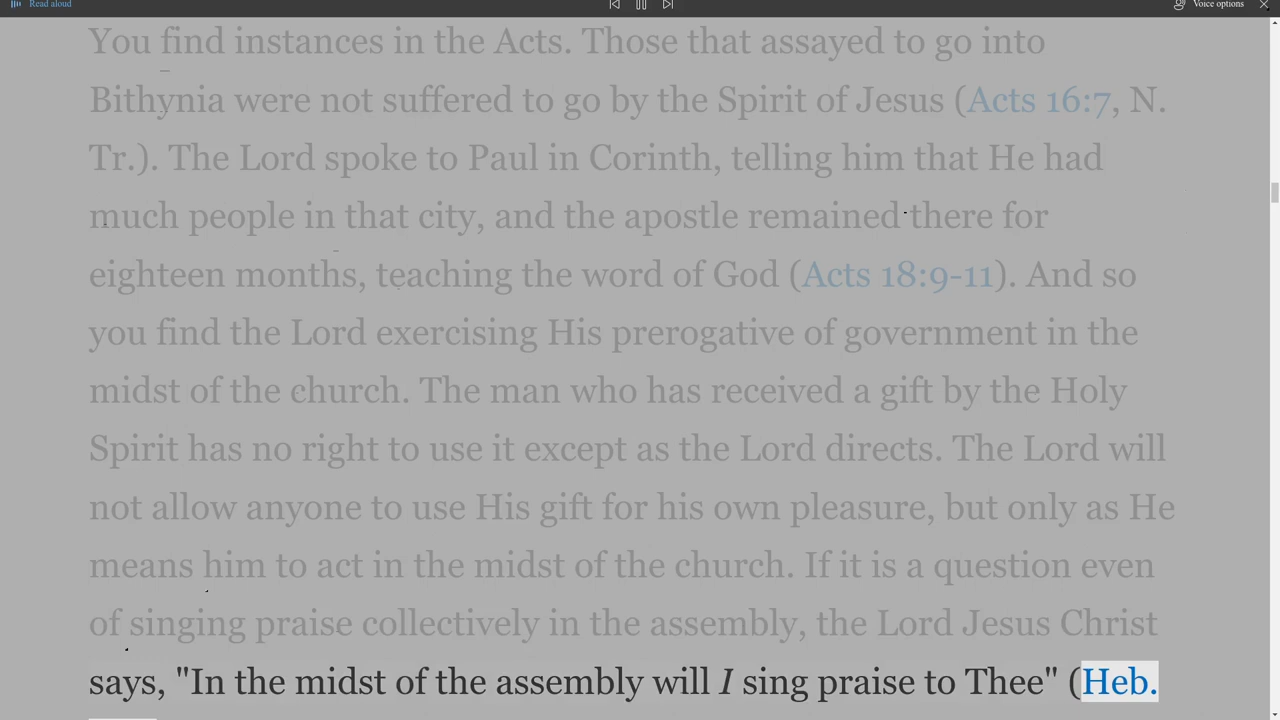 Read aloud
Voice options
You find instances in the Acts. Those that assayed to go into
Bithynia were not suffered to go by the Spirit of Jesus (Acts 16:7, N.
Tr.). The Lord spoke to Paul in Corinth, telling him that He had
much people in that city, and the apostle remained there for
eighteen months, teaching the word of God (Acts 18:9-11). And so
you find the Lord exercising His prerogative of government in the
midst of the church. The man who has received a gift by the Holy
Spirit has no right to use it except as the Lord directs. The Lord will
not allow anyone to use His gift for his own pleasure, but only as He
means him to act in the midst of the church. If it is a question even
of singing praise collectively in the assembly, the Lord Jesus Christ
says, "In the midst of the assembly will I sing praise to Thee" (Heb.